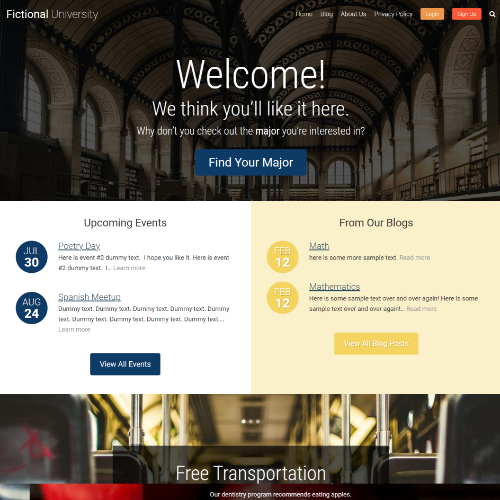 Fictional University
Home Blog About Us Privacy Policy Login Sign Up
Welcome!
We think you'll like it here.
Why don't you check out the major you're interested in?
Find Your Major
Upcoming Events
JUL
30
Poetry Day
Here is event #2 dummy text. I hope you like it. Here is event
#2 dummy text. I... Learn more
AUG
24
Spanish Meetup
Dummy text. Dummy text. Dummy text. Dummy text. Dummy
text. Dummy text. Dummy text. Dummy text. Dummy text....
Learn more
View All Events
From Our Blogs
FEB
12
Math
here is some more sample text. Read more
FEB
12
Mathematics
Here is some sample text over and over again! Here is some
sample text over and over again!... Read more
View All Blog Posts
Free Transportation
Our dentistry program recommends eating apples.